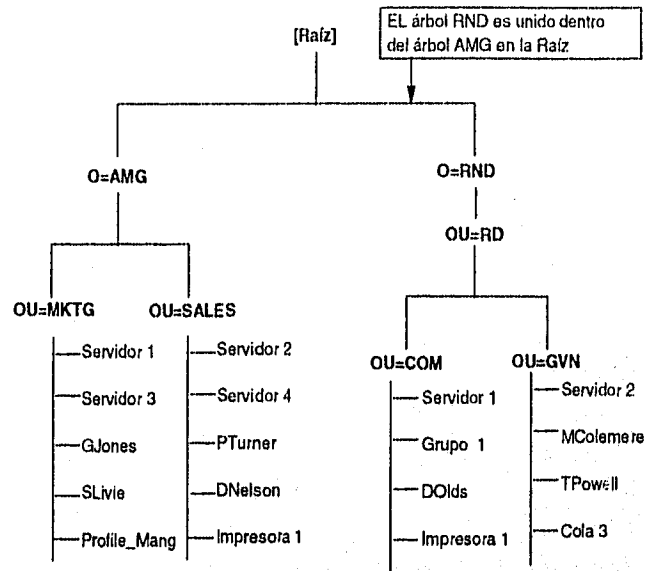 [Raíz]
EL árbol RND es unido dentro
del árbol AMG en la Raíz
O=AMG
O=RND
OU=RD
OU=MKTG
Servidor 1
Servidor 3
GJones
SLivie
Profile_Mang
OU=SALES
Servidor 2
Servidor 4
PTurner
DNelson
Impresora 1
OU=COM
Servidor 1
Grupo 1
DOlds
Impresora 1
OU=GVN
Servidor 2
MColemere
TPowell
Cola 3